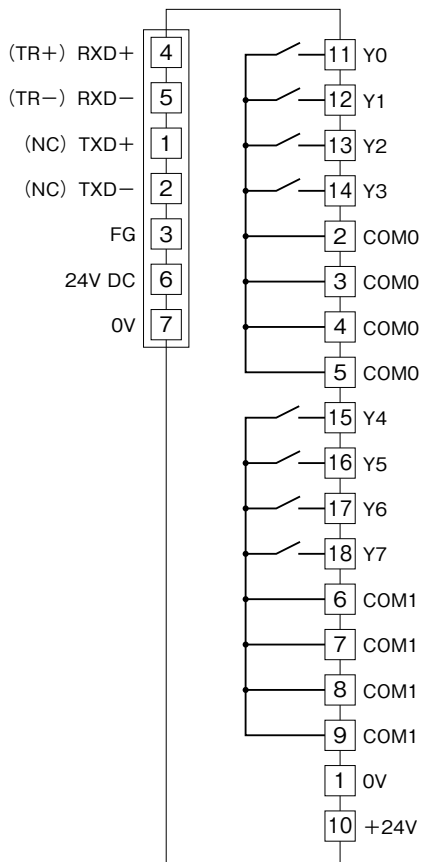 (TR+) RXD+ 4
(TR−) RXD− 5
(NC) TXD+ 1
(NC) TXD− 2
FG 3
24V DC 6
0V 7
11 Y0
12 Y1
13 Y2
14 Y3
2 COM0
3 COM0
4 COM0
5 COM0
15 Y4
16 Y5
17 Y6
18 Y7
6 COM1
7 COM1
8 COM1
9 COM1
1 0V
10 +24V